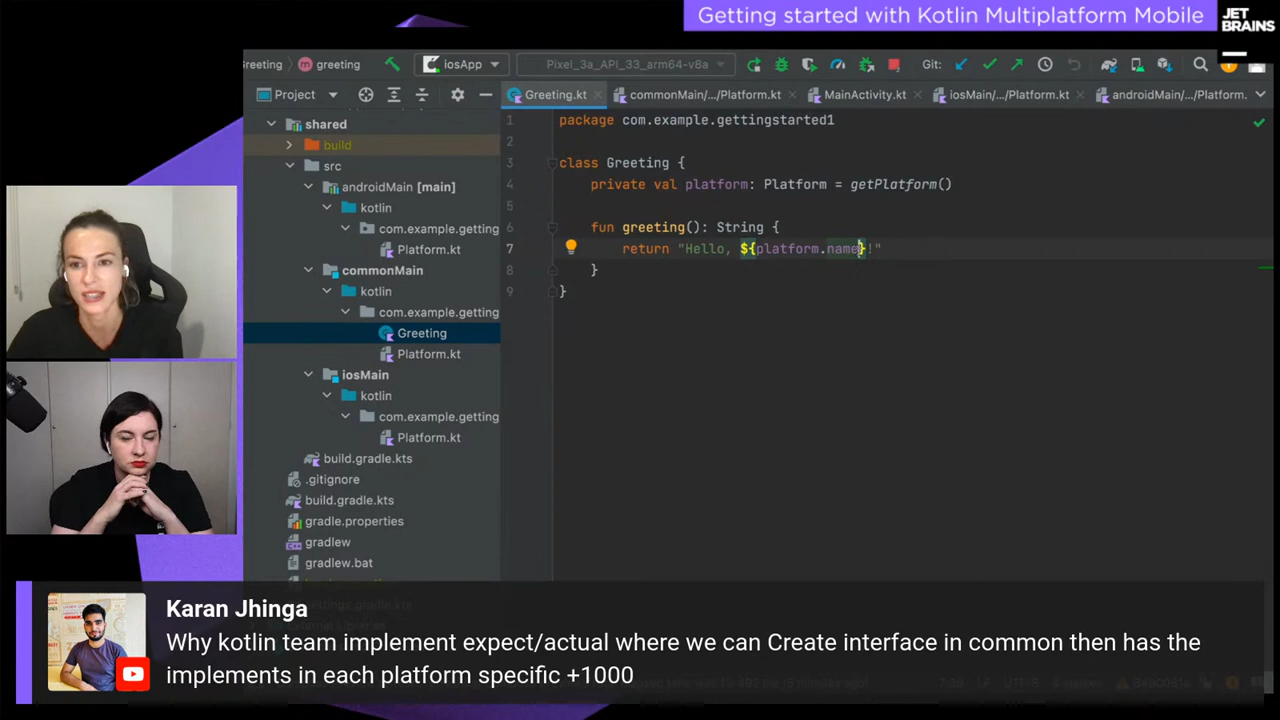 Getting started with Kotlin Multiplatform Mobile
JET
BRAINS
Greeting
greeting
iosApp
Pixel_3a_API_33_arm64-v8a
Git:
Project
Greeting.kt
commonMain/.../Platform.kt
MainActivity.kt
iosMain/.../Platform.kt
androidMain/.../Platform.
shared
build
src
androidMain [main]
kotlin
com.example.getting
Platform.kt
commonMain
kotlin
com.example.getting
Greeting
Platform.kt
iosMain
kotlin
com.example.getting
Platform.kt
build.gradle.kts
.gitignore
build.gradle.kts
gradle.properties
gradlew
gradlew.bat
1 package com.example.gettingstarted1
2
3 class Greeting {
4 private val platform: Platform = getPlatform()
5
6 fun greeting(): String {
7 return "Hello, ${platform.name}!"
8 }
9 }
Karan Jhinga
Why kotlin team implement expect/actual where we can Create interface in common then has the
implements in each platform specific +1000